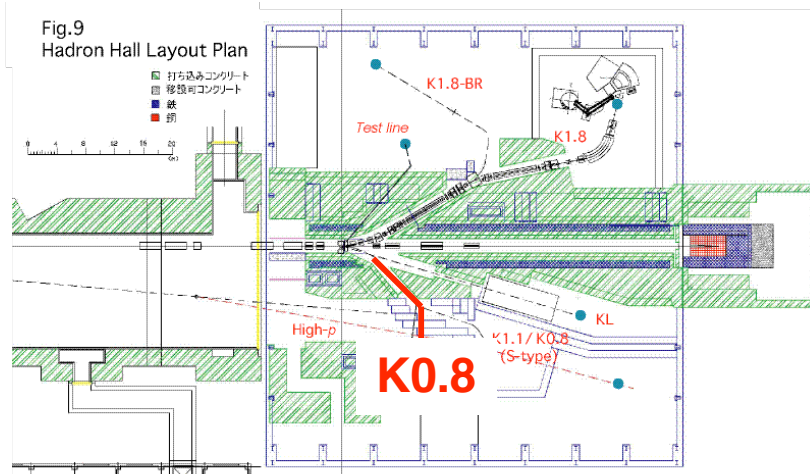 Fig.9
Hadron Hall Layout Plan
打ち込みコンクリート
移設可コンクリート
鉄
銅
0 4 8 12 16 20
(m)
K1.8-BR
Test line
K1.8
KL
High-p
K1.1/K0.8
(S-type)
K0.8